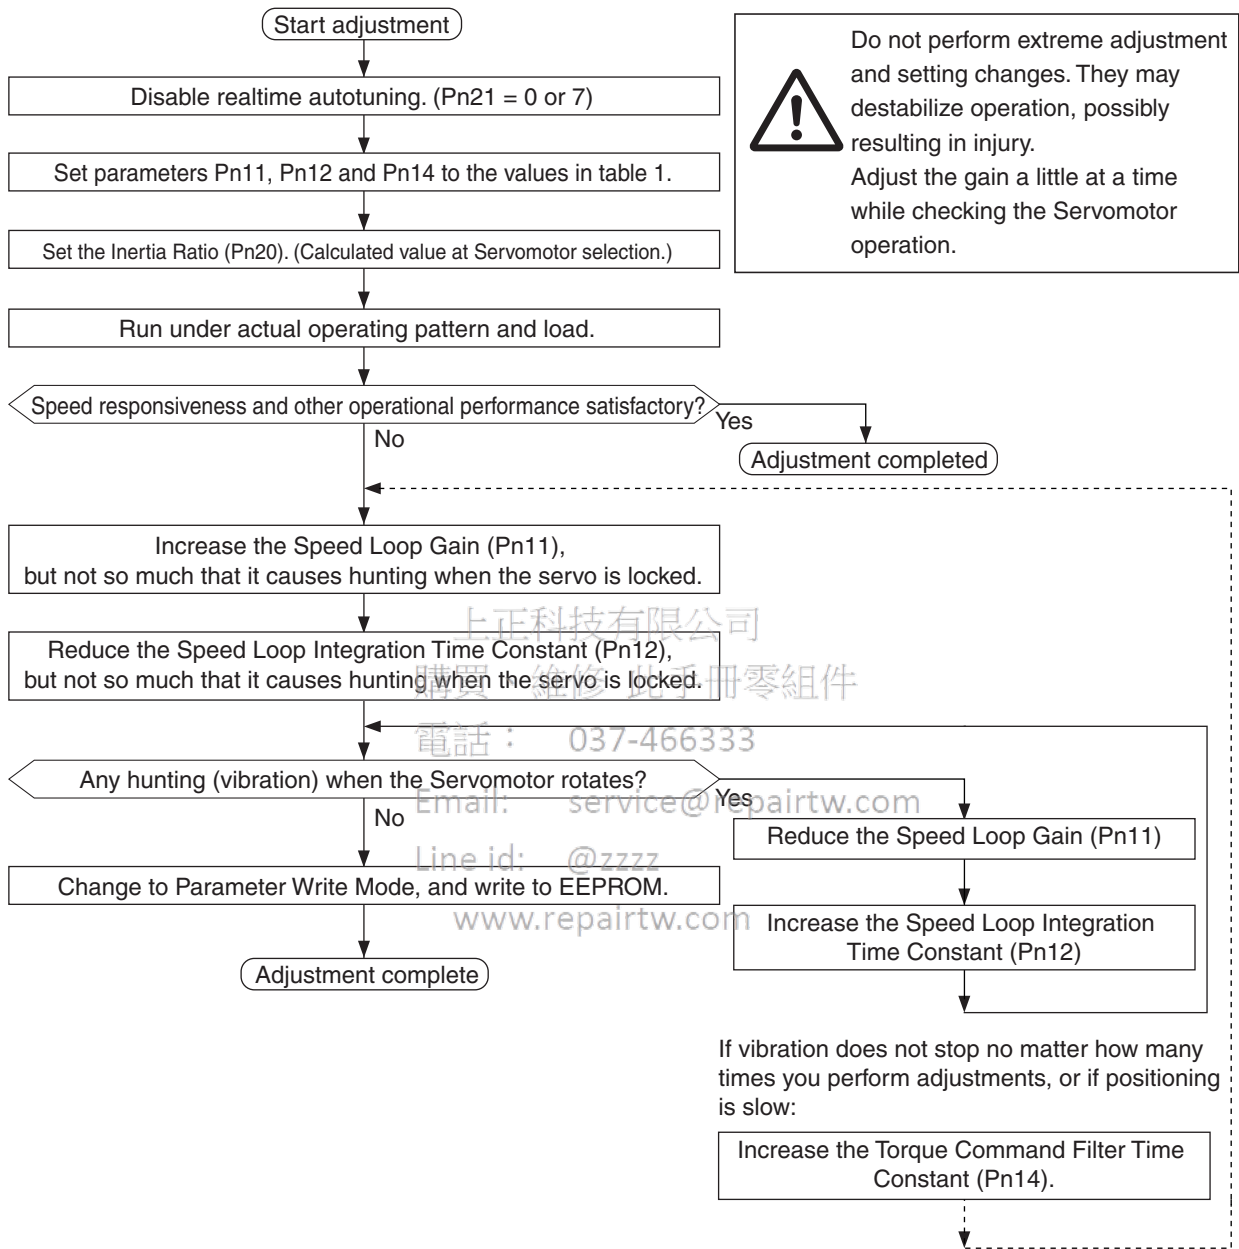 Start adjustment
Do not perform extreme adjustment
and setting changes. They may
destabilize operation, possibly
resulting in injury.
Adjust the gain a little at a time
while checking the Servomotor
operation.
Disable realtime autotuning. (Pn21 = 0 or 7)
Set parameters Pn11, Pn12 and Pn14 to the values in table 1.
Set the Inertia Ratio (Pn20). (Calculated value at Servomotor selection.)
Run under actual operating pattern and load.
Speed responsiveness and other operational performance satisfactory?
Yes
No
Adjustment completed
Increase the Speed Loop Gain (Pn11),
but not so much that it causes hunting when the servo is locked.
上正科技有限公司
Reduce the Speed Loop Integration Time Constant (Pn12),
but not so much that it causes hunting when the servo is locked.
購買、維修 此手冊零組件
電話： 037-466333
Any hunting (vibration) when the Servomotor rotates?
Yes
Email: service@repairtw.com
No
Reduce the Speed Loop Gain (Pn11)
Line id: @zzzz
Change to Parameter Write Mode, and write to EEPROM.
www.repairtw.com
Increase the Speed Loop Integration
Time Constant (Pn12)
Adjustment complete
If vibration does not stop no matter how many
times you perform adjustments, or if positioning
is slow:
Increase the Torque Command Filter Time
Constant (Pn14).